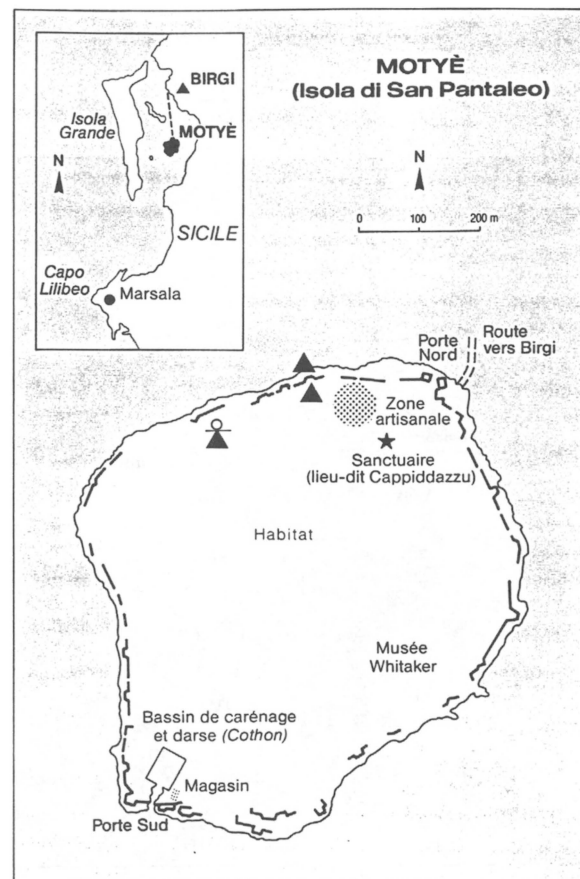 MOTYÈ
(Isola di San Pantaleo)
BIRGI
Isola
Grande
MOTYÈ
N
SICILE
Capo
Lilibeo
Marsala
N
0 100 200 m
Porte
Nord
Route
vers Birgi
Zone
artisanale
Sanctuaire
(lieu-dit Cappiddazzu)
Habitat
Musée
Whitaker
Bassin de carénage
et darse (Cothon)
Magasin
Porte Sud